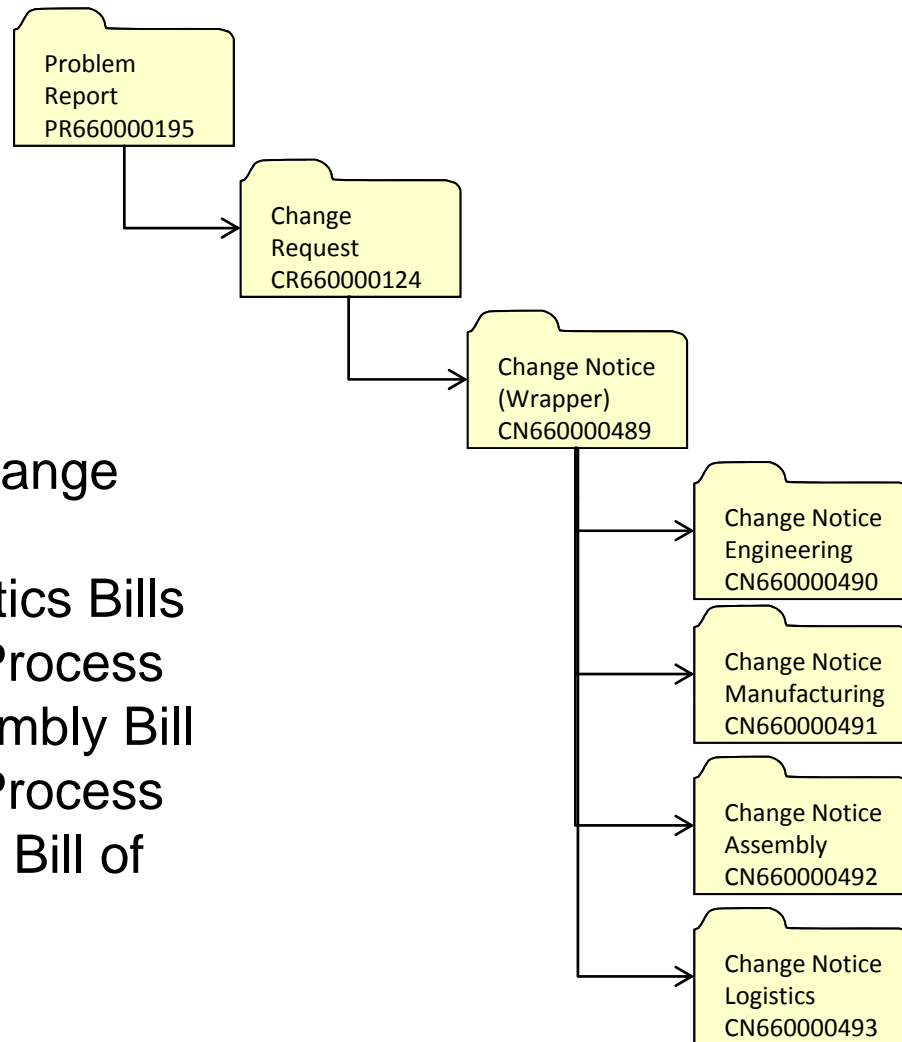 Problem
Report
PR660000195
Change
Request
CR660000124
Change Notice
(Wrapper)
CN660000489
ange
tics Bills
Process
mbly Bill
Process
Bill of
Change Notice
Engineering
CN660000490
Change Notice
Manufacturing
CN660000491
Change Notice
Assembly
CN660000492
Change Notice
Logistics
CN660000493